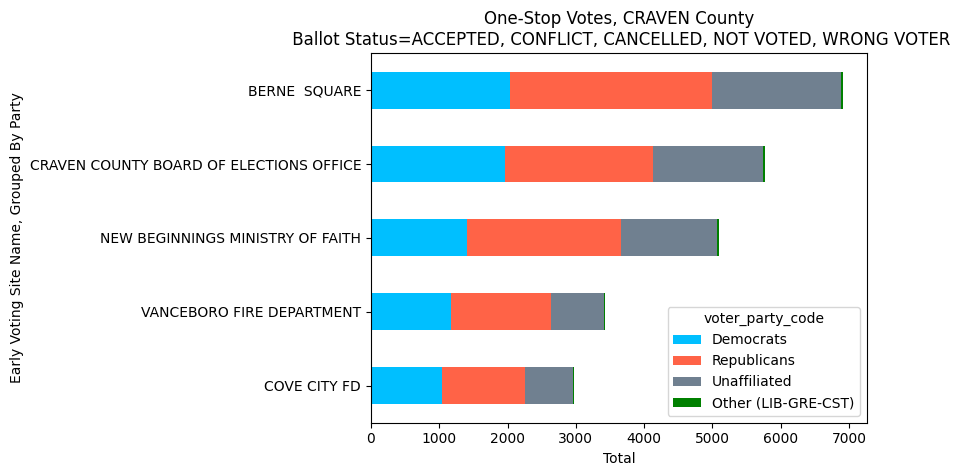 One-Stop Votes, CRAVEN County
Ballot Status=ACCEPTED, CONFLICT, CANCELLED, NOT VOTED, WRONG VOTER
Early Voting Site Name, Grouped By Party
BERNE  SQUARE
CRAVEN COUNTY BOARD OF ELECTIONS OFFICE
NEW BEGINNINGS MINISTRY OF FAITH
VANCEBORO FIRE DEPARTMENT
COVE CITY FD
voter_party_code
Democrats
Republicans
Unaffiliated
Other (LIB-GRE-CST)
0 1000 2000 3000 4000 5000 6000 7000
Total